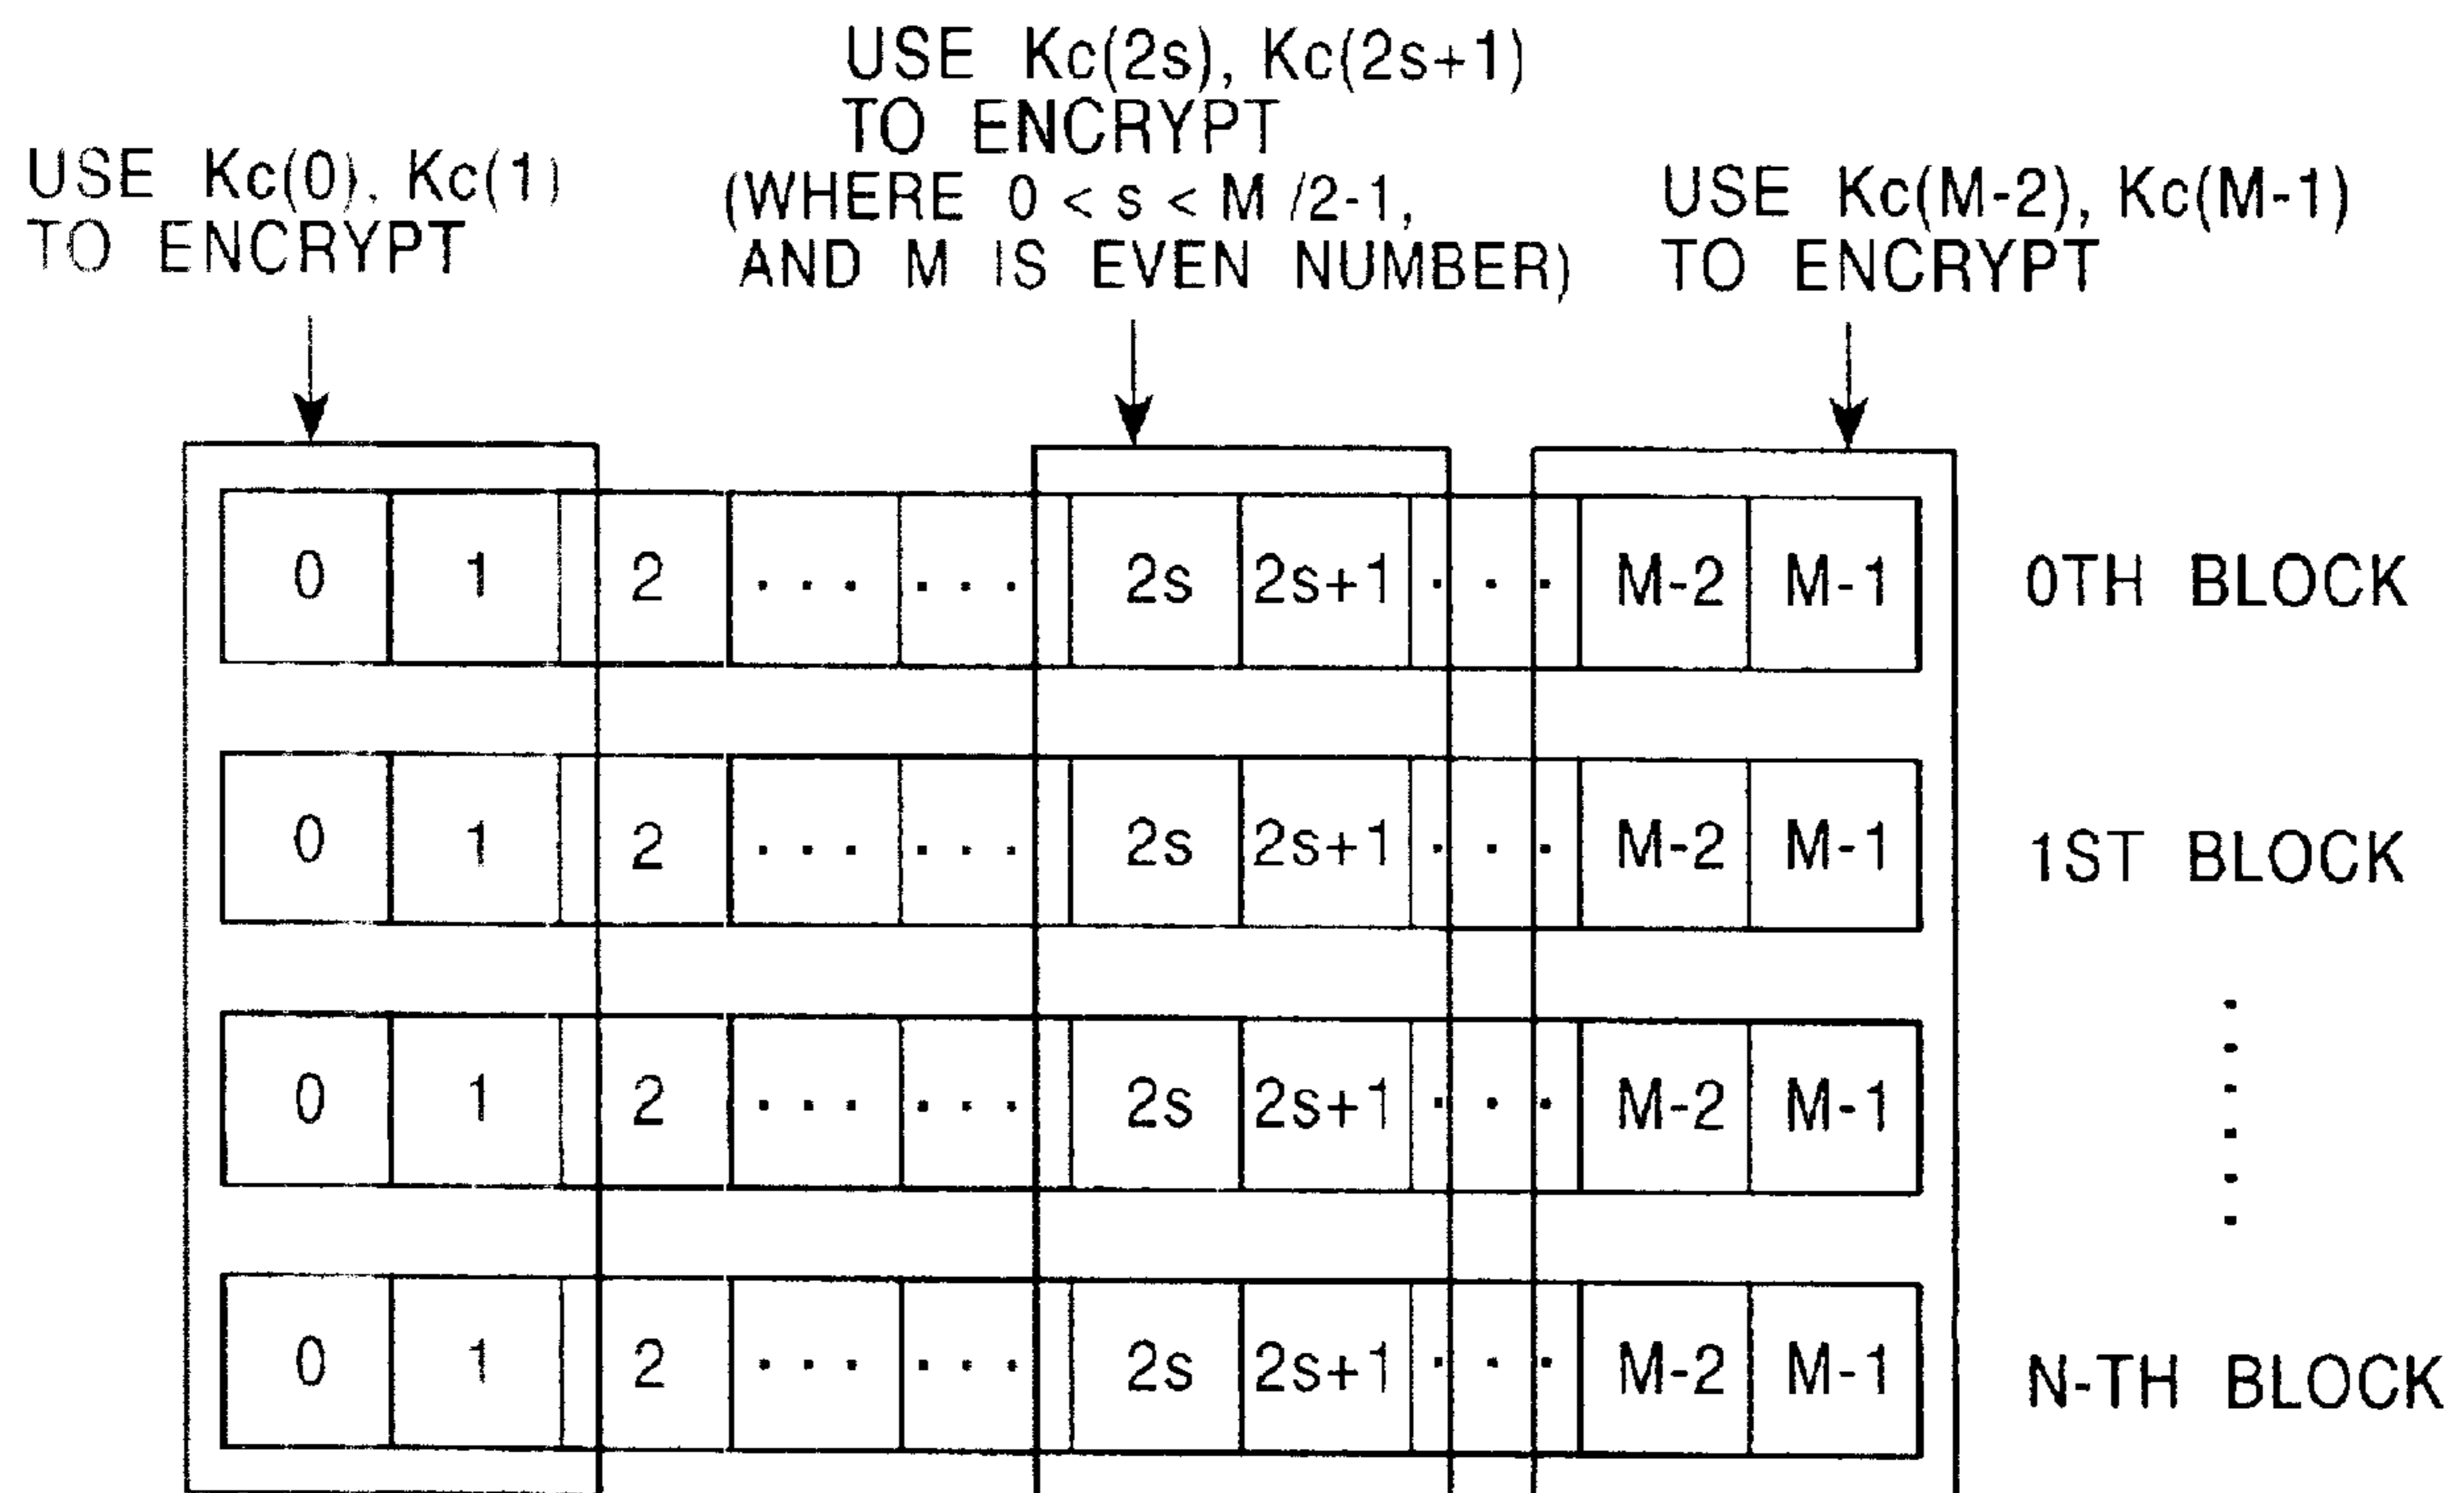 USE Kc(2s), Kc(2s+1)
TO ENCRYPT
(WHERE 0 < s < M /2-1,
AND M IS EVEN NUMBER)
USE Kc(0), Kc(1)
TO ENCRYPT
USE Kc(M-2), Kc(M-1)
TO ENCRYPT
0 1 2 ... ... 2s 2s+1 ... M-2 M-1 0TH BLOCK
0 1 2 ... ... 2s 2s+1 ... M-2 M-1 1ST BLOCK
0 1 2 ... ... 2s 2s+1 ... M-2 M-1
0 1 2 ... ... 2s 2s+1 ... M-2 M-1 N-TH BLOCK